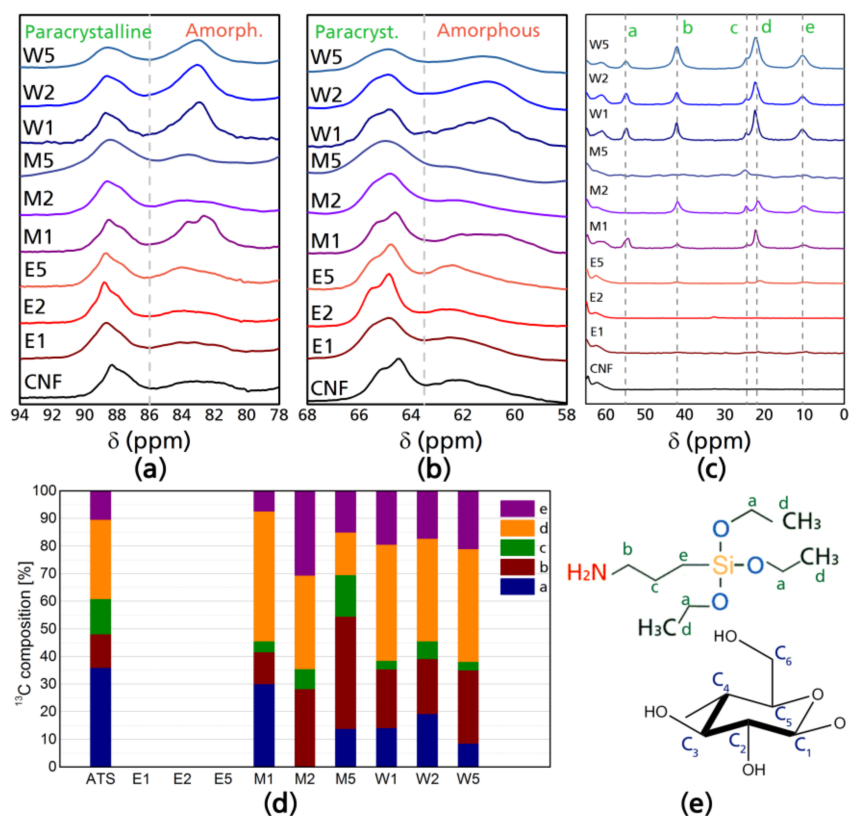 Paracrystalline Amorph.
W5
W2
W1
M5
M2
M1
E5
E2
E1
CNF
94 92 90 88 86 84 82 80 78
δ (ppm)
(a)
Paracryst. Amorphous
W5
W2
W1
M5
M2
M1
E5
E2
E1
CNF
68 66 64 62 60 58
δ (ppm)
(b)
a b c d e
W5
W2
W1
M5
M2
M1
E5
E2
E1
CNF
60 50 40 30 20 10 0
δ (ppm)
(c)
¹³C composition [%]
100
90
80
70
60
50
40
30
20
10
0
e
d
c
b
a
ATS E1 E2 E5 M1 M2 M5 W1 W2 W5
(d)
a d
CH₃
O
b e
H₂N Si O CH₃
c a d
a O
H₃C
d
HO C₆
C₄ O
HO C₅ O
C₃ C₂ C₁
OH
(e)